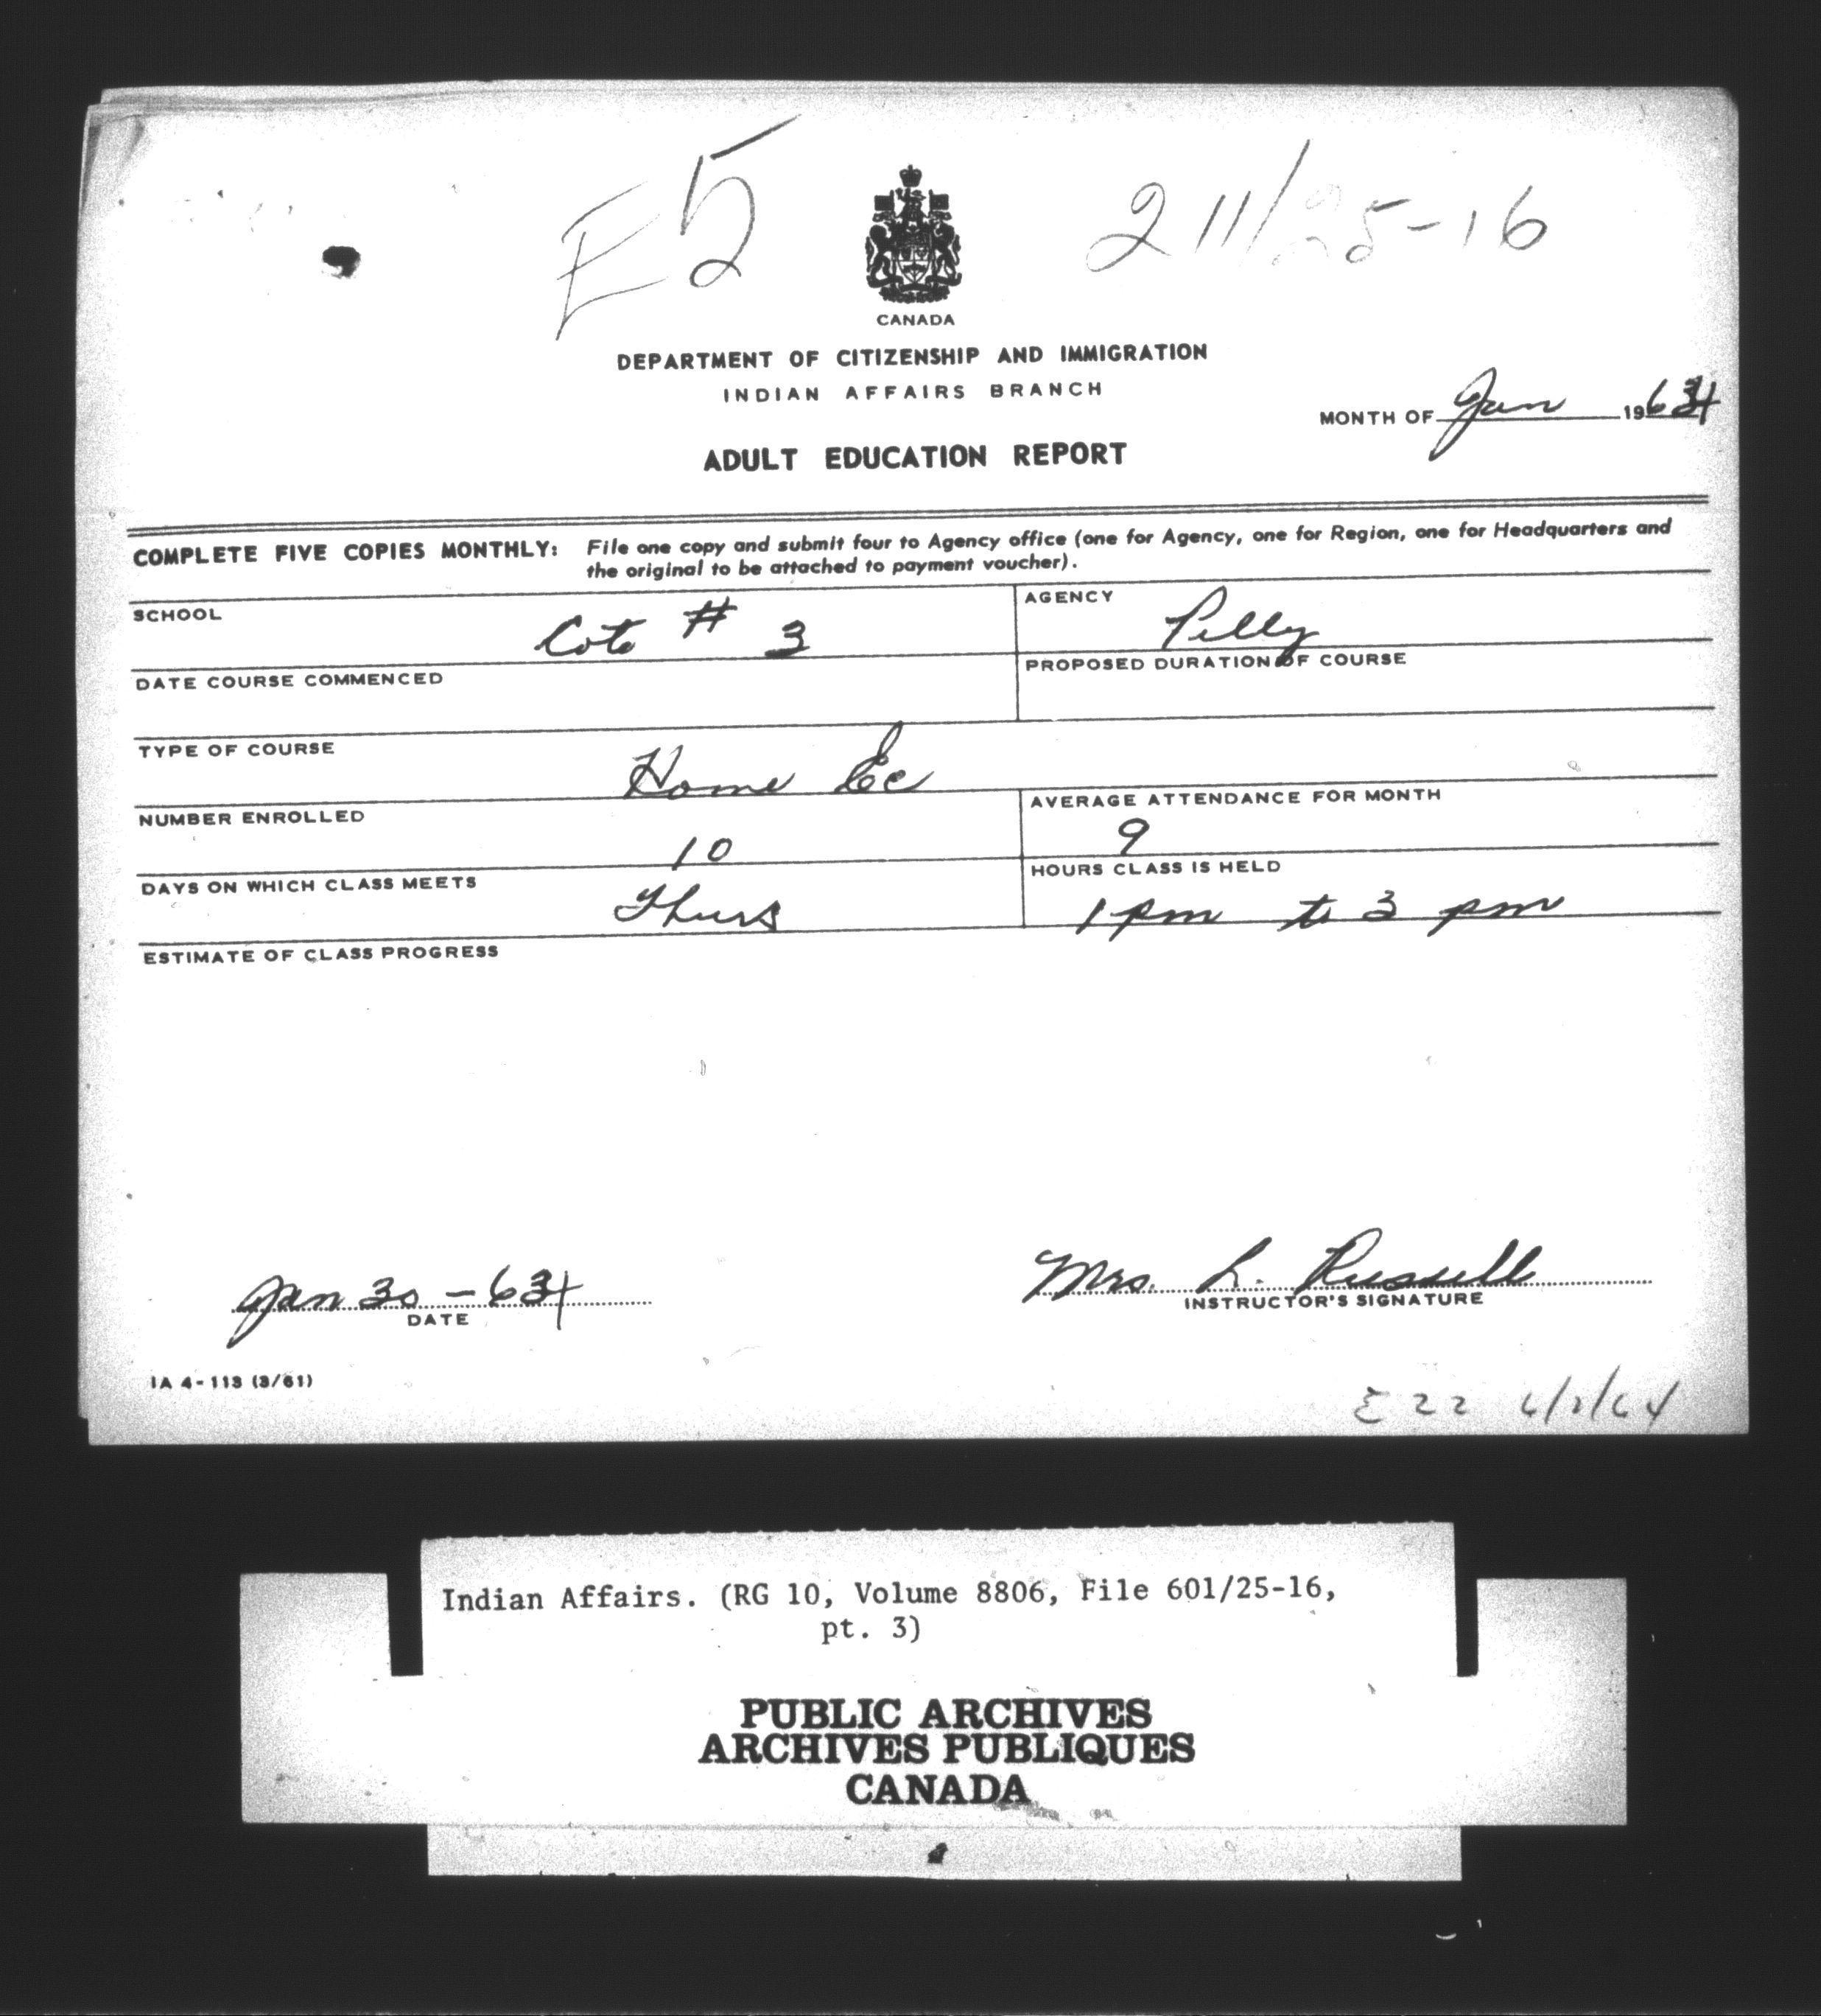 E5
211/25-16
CANADA
DEPARTMENT OF CITIZENSHIP AND IMMIGRATION
INDIAN AFFAIRS BRANCH
MONTH OF Jan 1964
ADULT EDUCATION REPORT
COMPLETE FIVE COPIES MONTHLY: File one copy and submit four to Agency office (one for Agency, one for Region, one for Headquarters and
the original to be attached to payment voucher).
SCHOOL Cote # 3
AGENCY Pelly
DATE COURSE COMMENCED
PROPOSED DURATION OF COURSE
TYPE OF COURSE Home Ec
NUMBER ENROLLED 10
AVERAGE ATTENDANCE FOR MONTH 9
DAYS ON WHICH CLASS MEETS Thurs
HOURS CLASS IS HELD 1 pm to 3 pm
ESTIMATE OF CLASS PROGRESS
Jan 30 - 64
DATE
Mrs. L. Russell
INSTRUCTOR'S SIGNATURE
IA 4-113 (3/61)
E 22 6/2/64
Indian Affairs. (RG 10, Volume 8806, File 601/25-16,
pt. 3)
PUBLIC ARCHIVES
ARCHIVES PUBLIQUES
CANADA